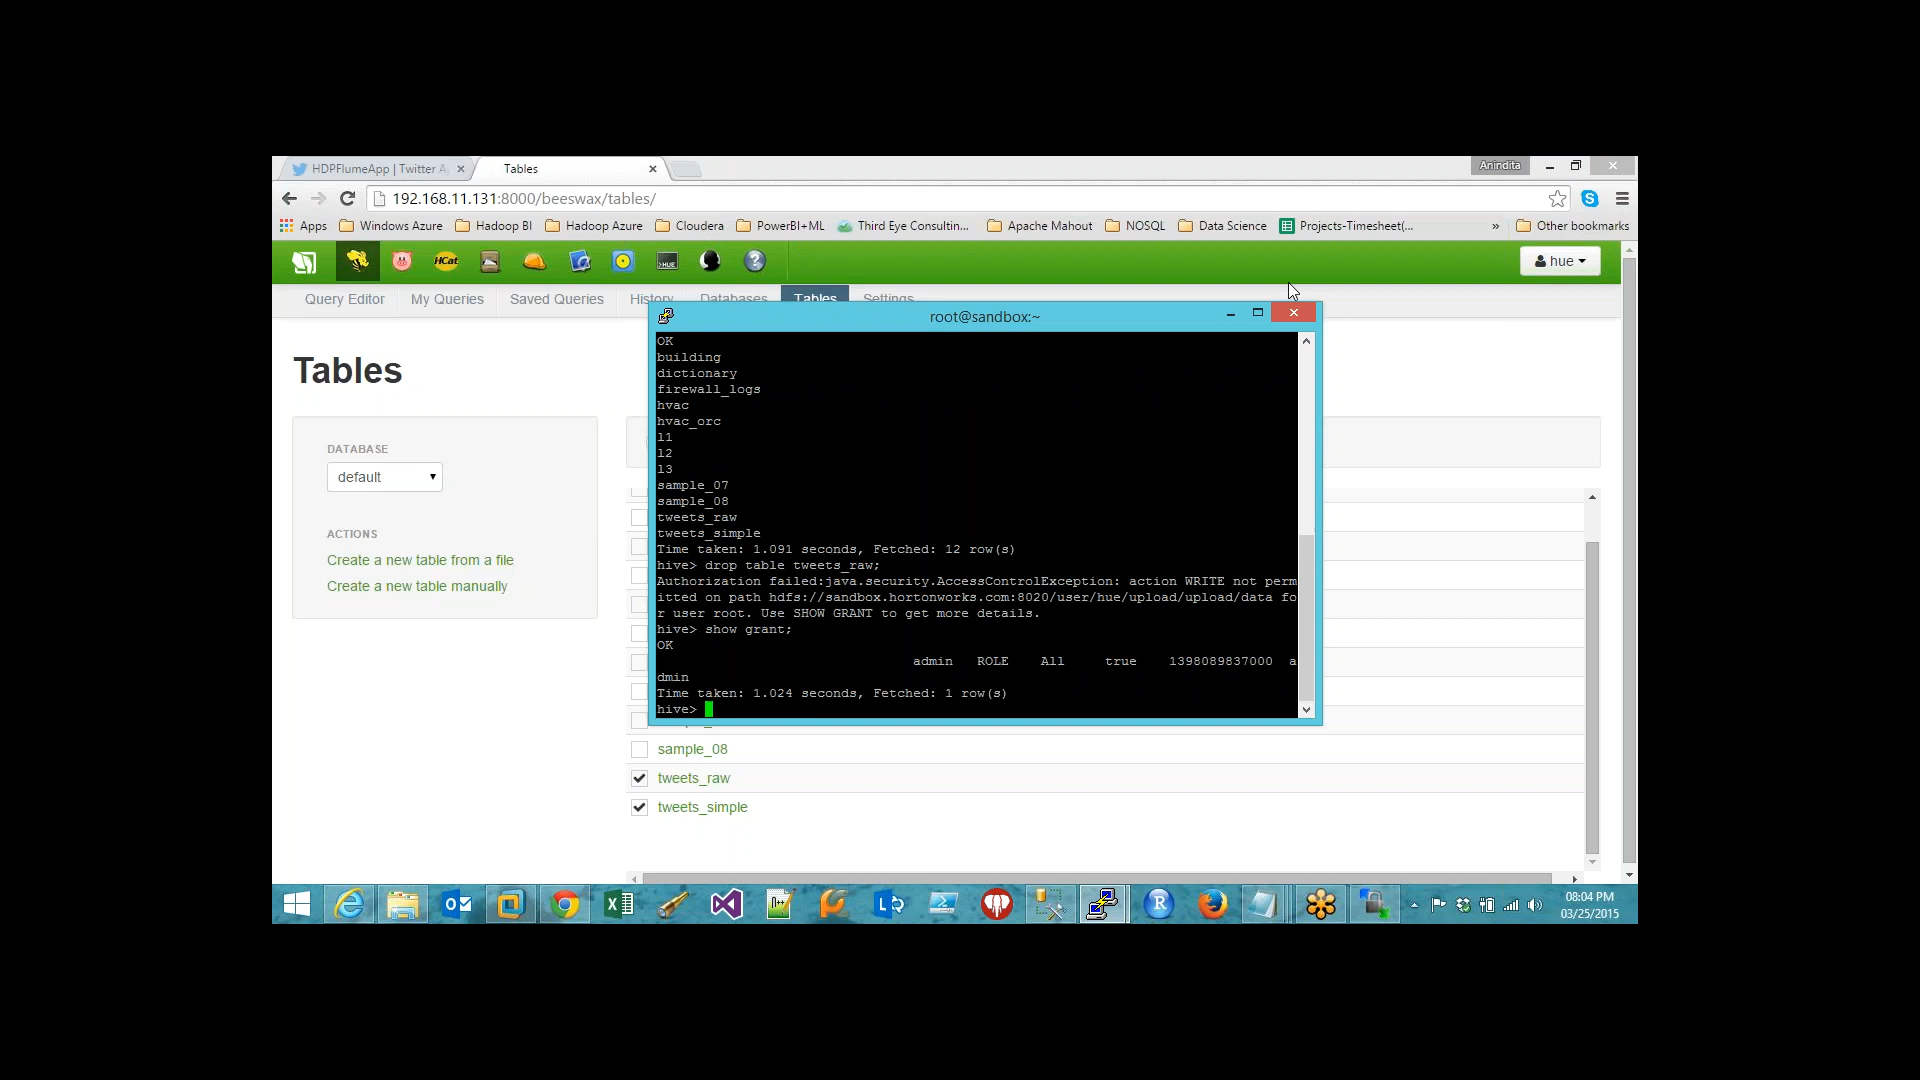 HDPFlumeApp | Twitter A
Tables
Anindita
192.168.11.131:8000/beeswax/tables/
Apps
Windows Azure
Hadoop BI
Hadoop Azure
Cloudera
PowerBI+ML
Third Eye Consultin...
Apache Mahout
NOSQL
Data Science
Projects-Timesheet(...
»
Other bookmarks
HCat
hue
Query Editor
My Queries
Saved Queries
History
Databases
Tables
Settings
Tables
DATABASE
default
ACTIONS
Create a new table from a file
Create a new table manually
root@sandbox:~
OK
building
dictionary
firewall_logs
hvac
hvac_orc
l1
l2
l3
sample_07
sample_08
tweets_raw
tweets_simple
Time taken: 1.091 seconds, Fetched: 12 row(s)
hive> drop table tweets_raw;
Authorization failed:java.security.AccessControlException: action WRITE not perm
itted on path hdfs://sandbox.hortonworks.com:8020/user/hue/upload/upload/data fo
r user root. Use SHOW GRANT to get more details.
hive> show grant;
OK
admin ROLE All true 1398089837000 a
dmin
Time taken: 1.024 seconds, Fetched: 1 row(s)
hive>
sample_08
tweets_raw
tweets_simple
08:04 PM
03/25/2015